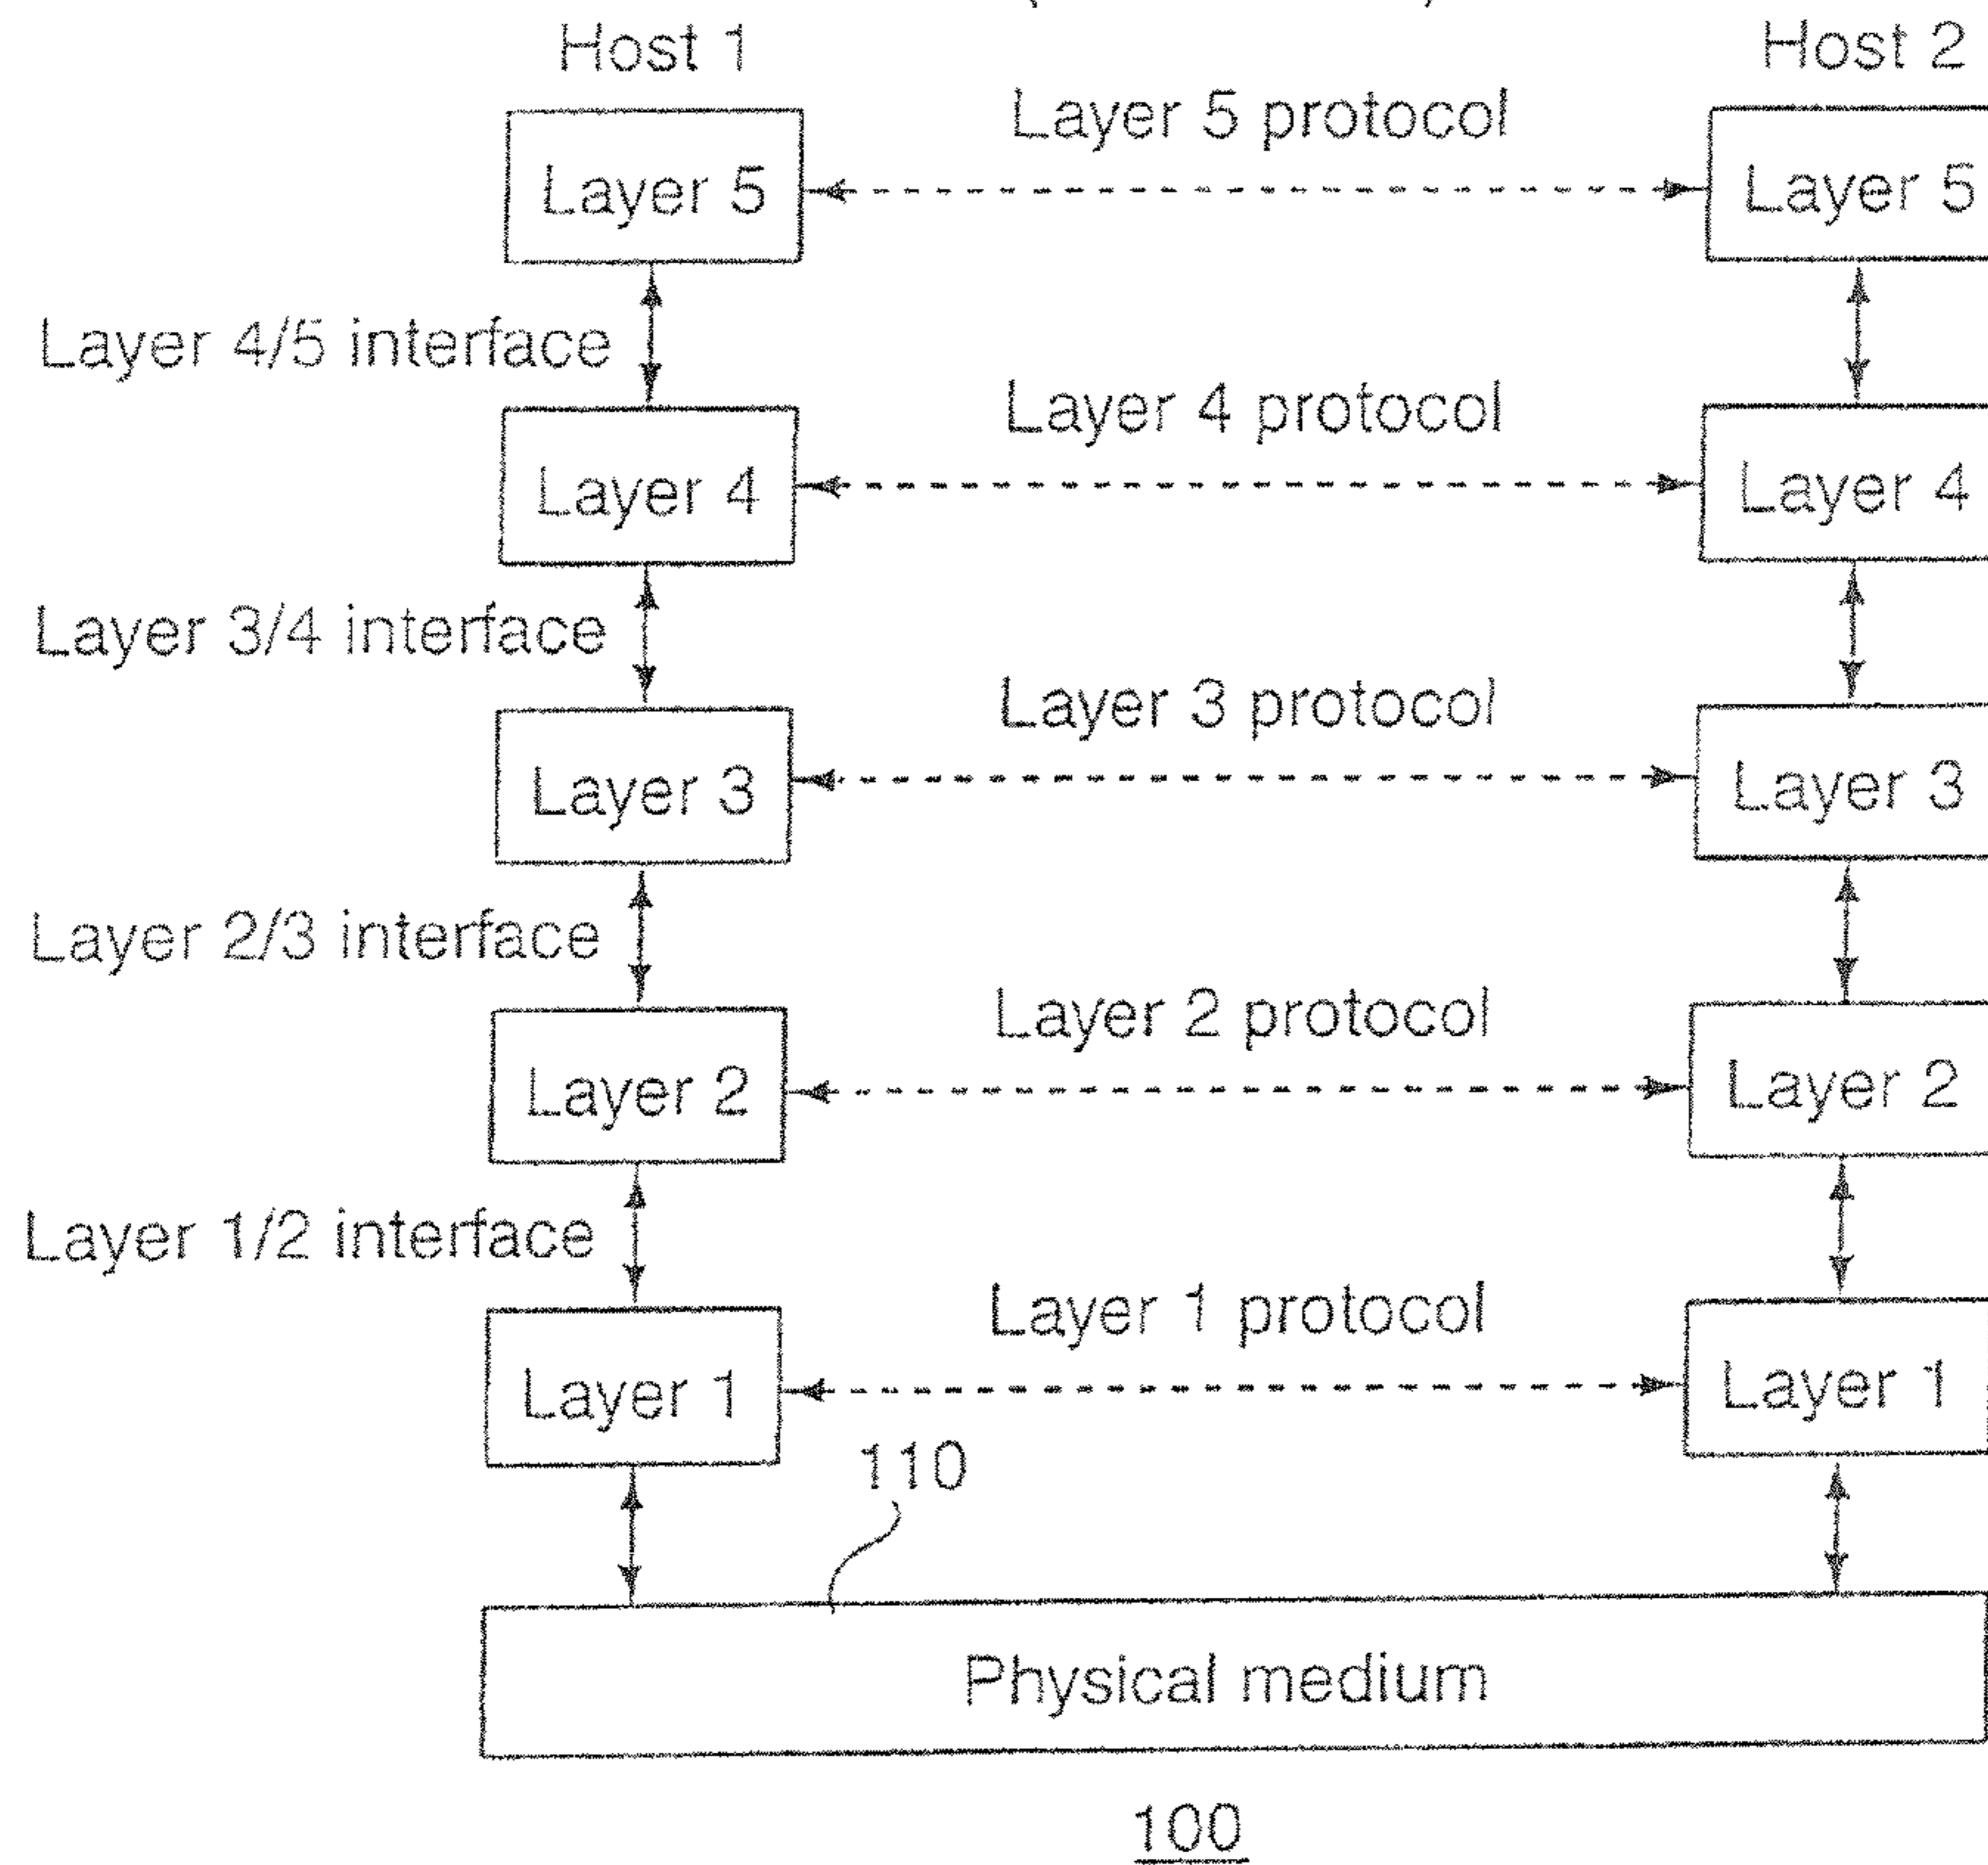 Host 1
Host 2
Layer 5 protocol
Layer 5
Layer 5
Layer 4/5 interface
Layer 4 protocol
Layer 4
Layer 4
Layer 3/4 interface
Layer 3 protocol
Layer 3
Layer 3
Layer 2/3 interface
Layer 2 protocol
Layer 2
Layer 2
Layer 1/2 interface
Layer 1 protocol
Layer 1
Layer 1
110
Physical medium
100